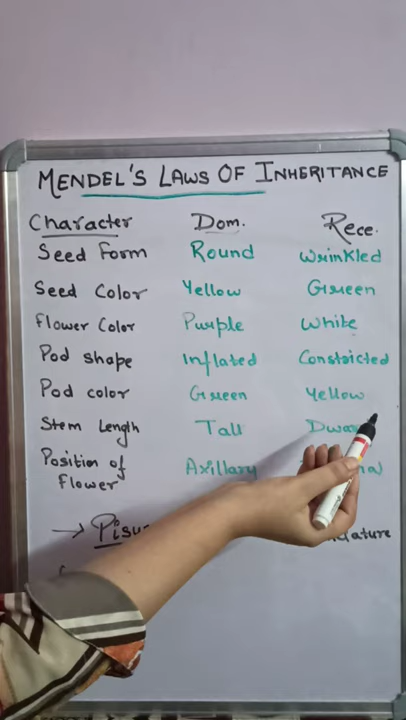 MENDEL'S LAWS OF INHERITANCE
Character Dom. Rece.
Seed Form Round Wrinkled
Seed Color Yellow Green
Flower Color Purple White
Pod shape Inflated Constricted
Pod color Green Yellow
Stem Length Tall
Position of Flower Axillary
→